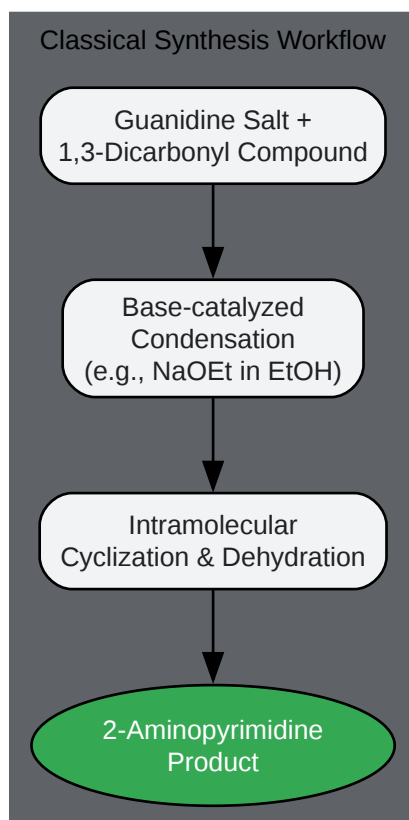 Classical Synthesis Workflow
Guanidine Salt +
1,3-Dicarbonyl Compound
Base-catalyzed
Condensation
(e.g., NaOEt in EtOH)
Intramolecular
Cyclization & Dehydration
2-Aminopyrimidine
Product